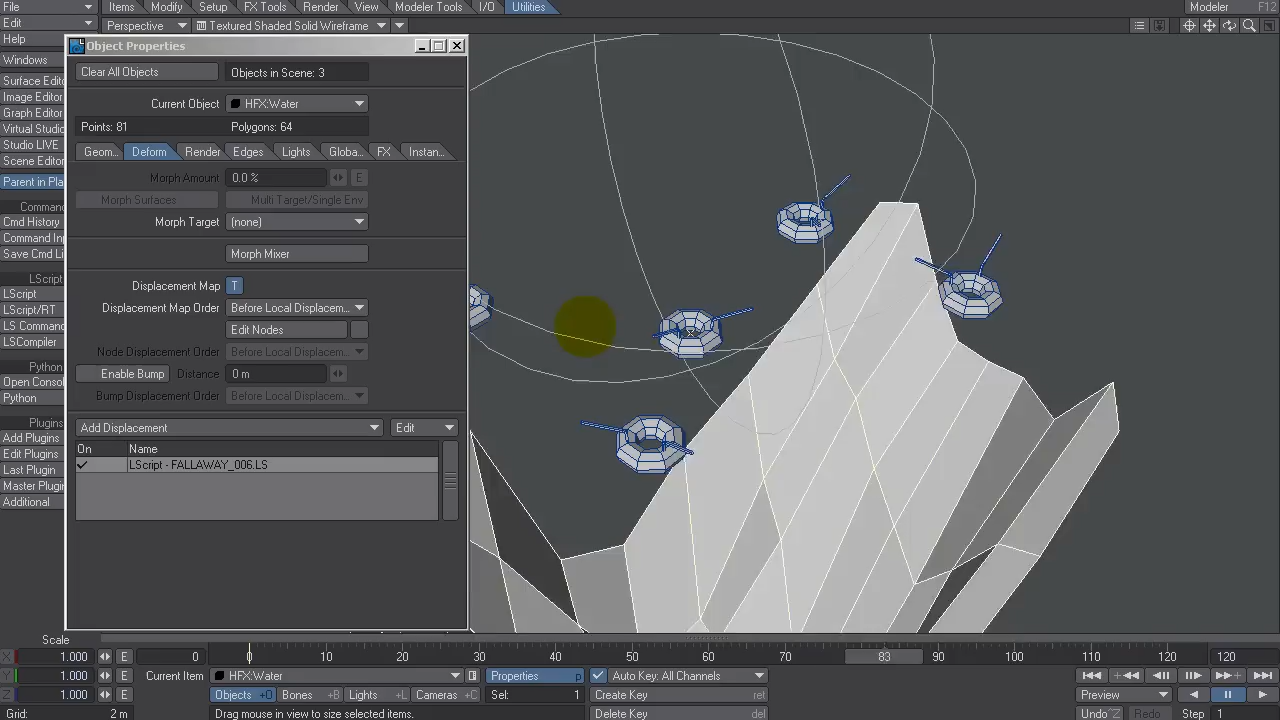 File
Items
Modify
Setup
FX Tools
Render
View
Modeler Tools
I/O
Utilities
Modeler
F12
Edit
Perspective
Textured Shaded Solid Wireframe
Help
Windows
Surface Edito
Image Editor
Graph Editor
Virtual Studio
Studio LIVE
Scene Editor
Parent in Pla
Comman
Cmd History
Command Inp
Save Cmd Li
LScript
LScript
LScript/RT
LS Command
LSCompiler
Python
Open Conso
Python
Plugins
Add Plugins
Edit Plugins
Last Plugin
Master Plugin
Additional
Object Properties
Clear All Objects
Objects in Scene: 3
Current Object
HFX:Water
Points: 81
Polygons: 64
Geom...
Deform
Render
Edges
Lights
Globa...
FX
Instan...
Morph Amount
0.0 %
E
Morph Surfaces
Multi Target/Single Env
Morph Target
(none)
Morph Mixer
Displacement Map
T
Displacement Map Order
Before Local Displacem...
Edit Nodes
Node Displacement Order
Before Local Displacem...
Enable Bump
Distance
0 m
Bump Displacement Order
Before Local Displacem...
Add Displacement
Edit
On
Name
LScript - FALLAWAY_006.LS
Scale
X
1.000
E
0
0
10
20
30
40
50
60
70
83
90
100
110
120
Y
1.000
E
Current Item
HFX:Water
Properties
p
Auto Key: All Channels
Z
1.000
E
Objects
+O
Bones
+B
Lights
+L
Cameras
+C
Sel:
1
Create Key
ret
Preview
Grid:
2 m
Drag mouse in view to size selected items.
Delete Key
del
Undo ^Z
Redo
Step
1